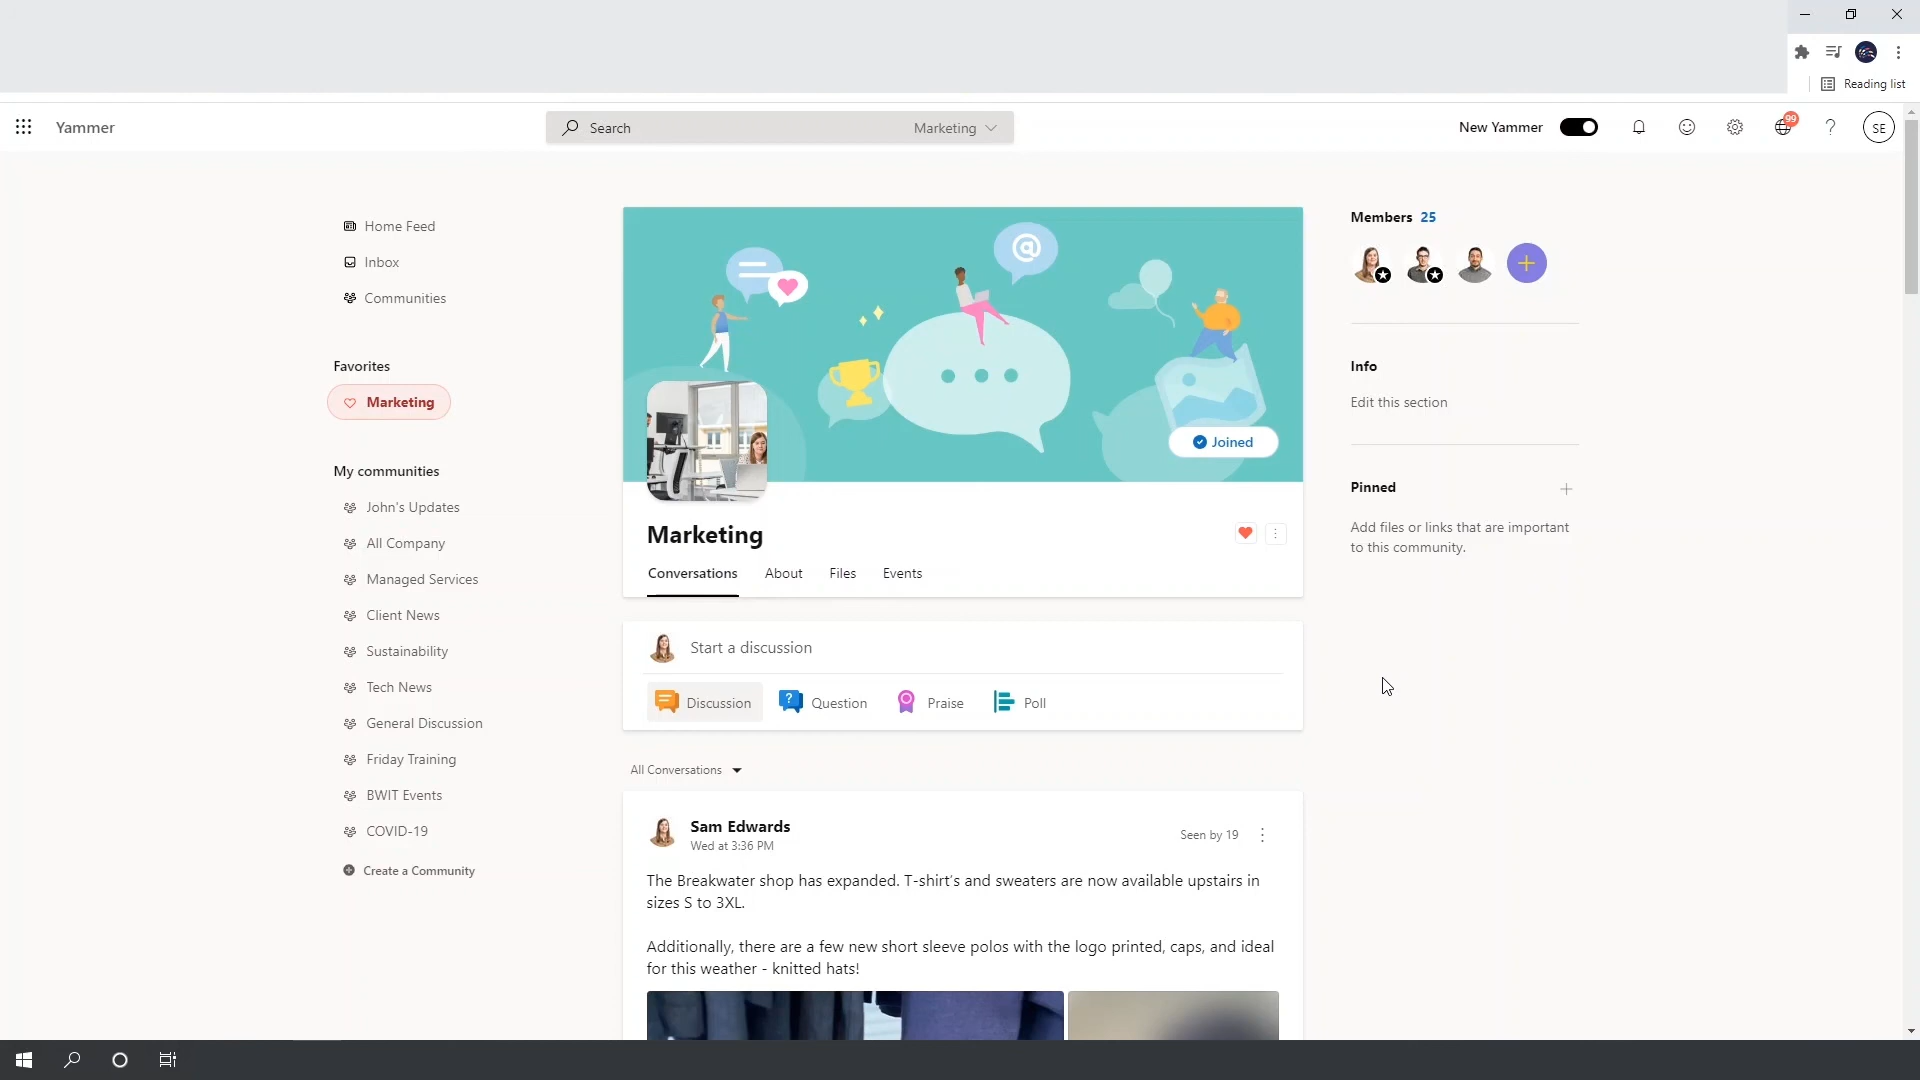 Reading list
Yammer
Search
Marketing
New Yammer
99
?
SE
Home Feed
Inbox
Communities
Favorites
Marketing
My communities
John's Updates
All Company
Managed Services
Client News
Sustainability
Tech News
General Discussion
Friday Training
BWIT Events
COVID-19
Create a Community
@
Joined
Marketing
Conversations
About
Files
Events
Start a discussion
Discussion
?
Question
Praise
Poll
All Conversations
Sam Edwards
Wed at 3:36 PM
Seen by 19
The Breakwater shop has expanded. T-shirt's and sweaters are now available upstairs in
sizes S to 3XL.
Additionally, there are a few new short sleeve polos with the logo printed, caps, and ideal
for this weather - knitted hats!
Members 25
Info
Edit this section
Pinned
Add files or links that are important
to this community.